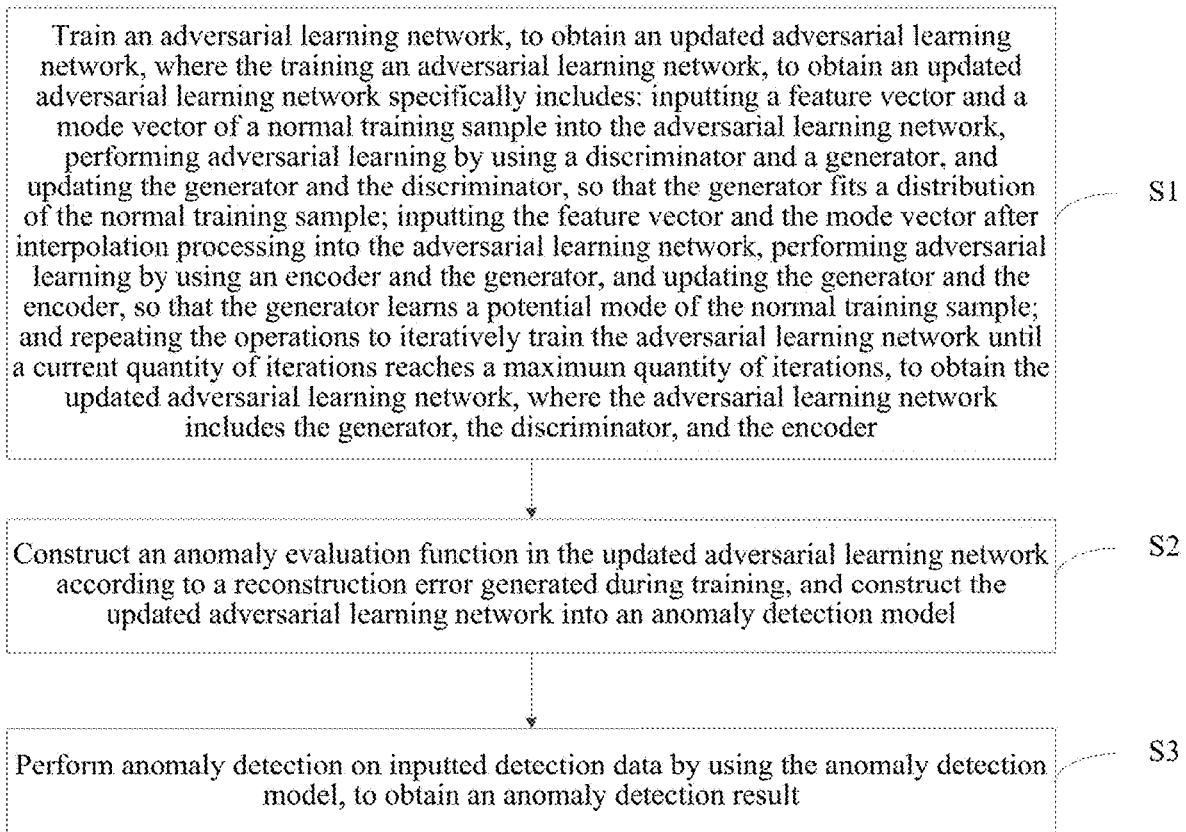 Train an adversarial learning network, to obtain an updated adversarial learning
network, where the training an adversarial learning network, to obtain an updated
adversarial learning network specifically includes: inputting a feature vector and a
mode vector of a normal training sample into the adversarial learning network,
performing adversarial learning by using a discriminator and a generator, and
updating the generator and the discriminator, so that the generator fits a distribution
of the normal training sample; inputting the feature vector and the mode vector after
interpolation processing into the adversarial learning network, performing adversarial
learning by using an encoder and the generator, and updating the generator and the
encoder, so that the generator learns a potential mode of the normal training sample;
and repeating the operations to iteratively train the adversarial learning network until
a current quantity of iterations reaches a maximum quantity of iterations, to obtain the
updated adversarial learning network, where the adversarial learning network
includes the generator, the discriminator, and the encoder
S1
Construct an anomaly evaluation function in the updated adversarial learning network
according to a reconstruction error generated during training, and construct the
updated adversarial learning network into an anomaly detection model
S2
Perform anomaly detection on inputted detection data by using the anomaly detection
model, to obtain an anomaly detection result
S3